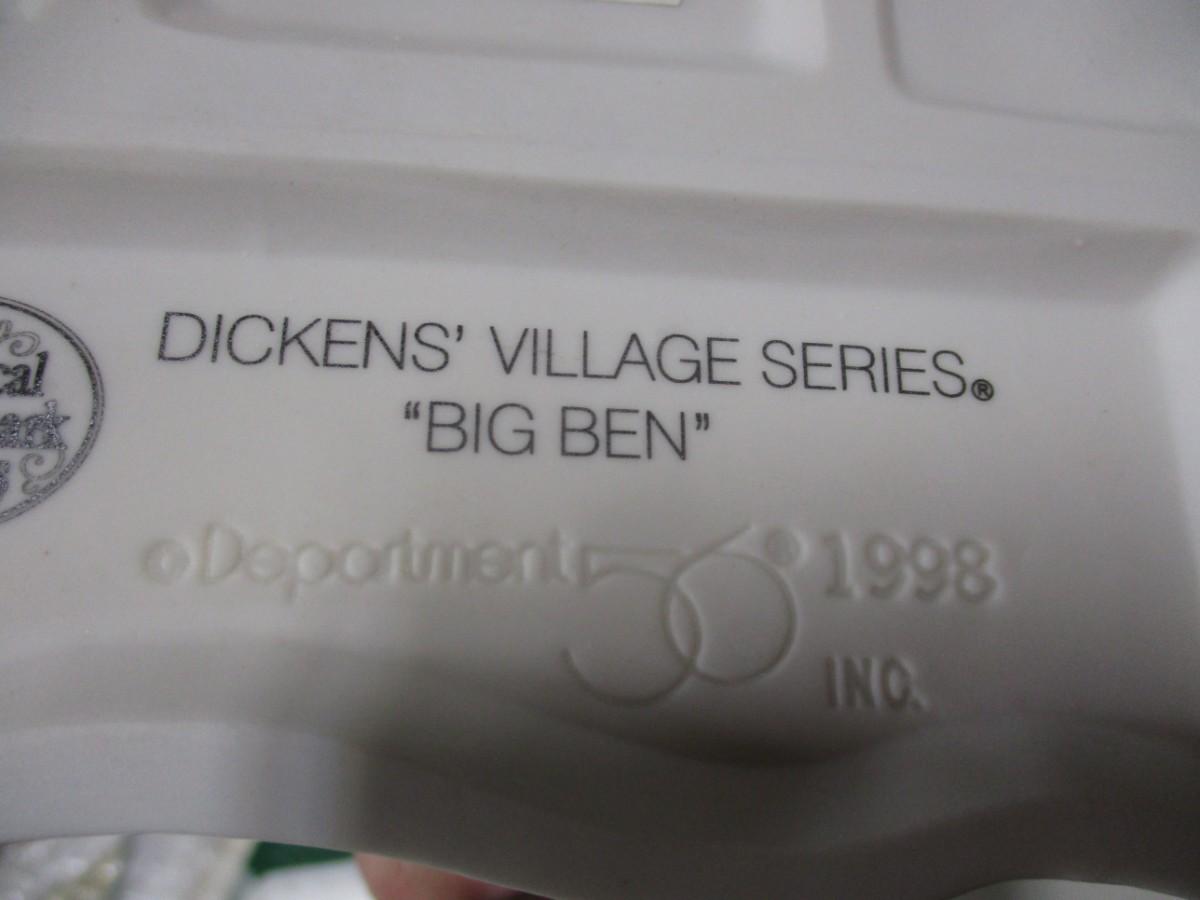 DICKENS' VILLAGE SERIES®
“BIG BEN”
© Department 56® 1998
INC.